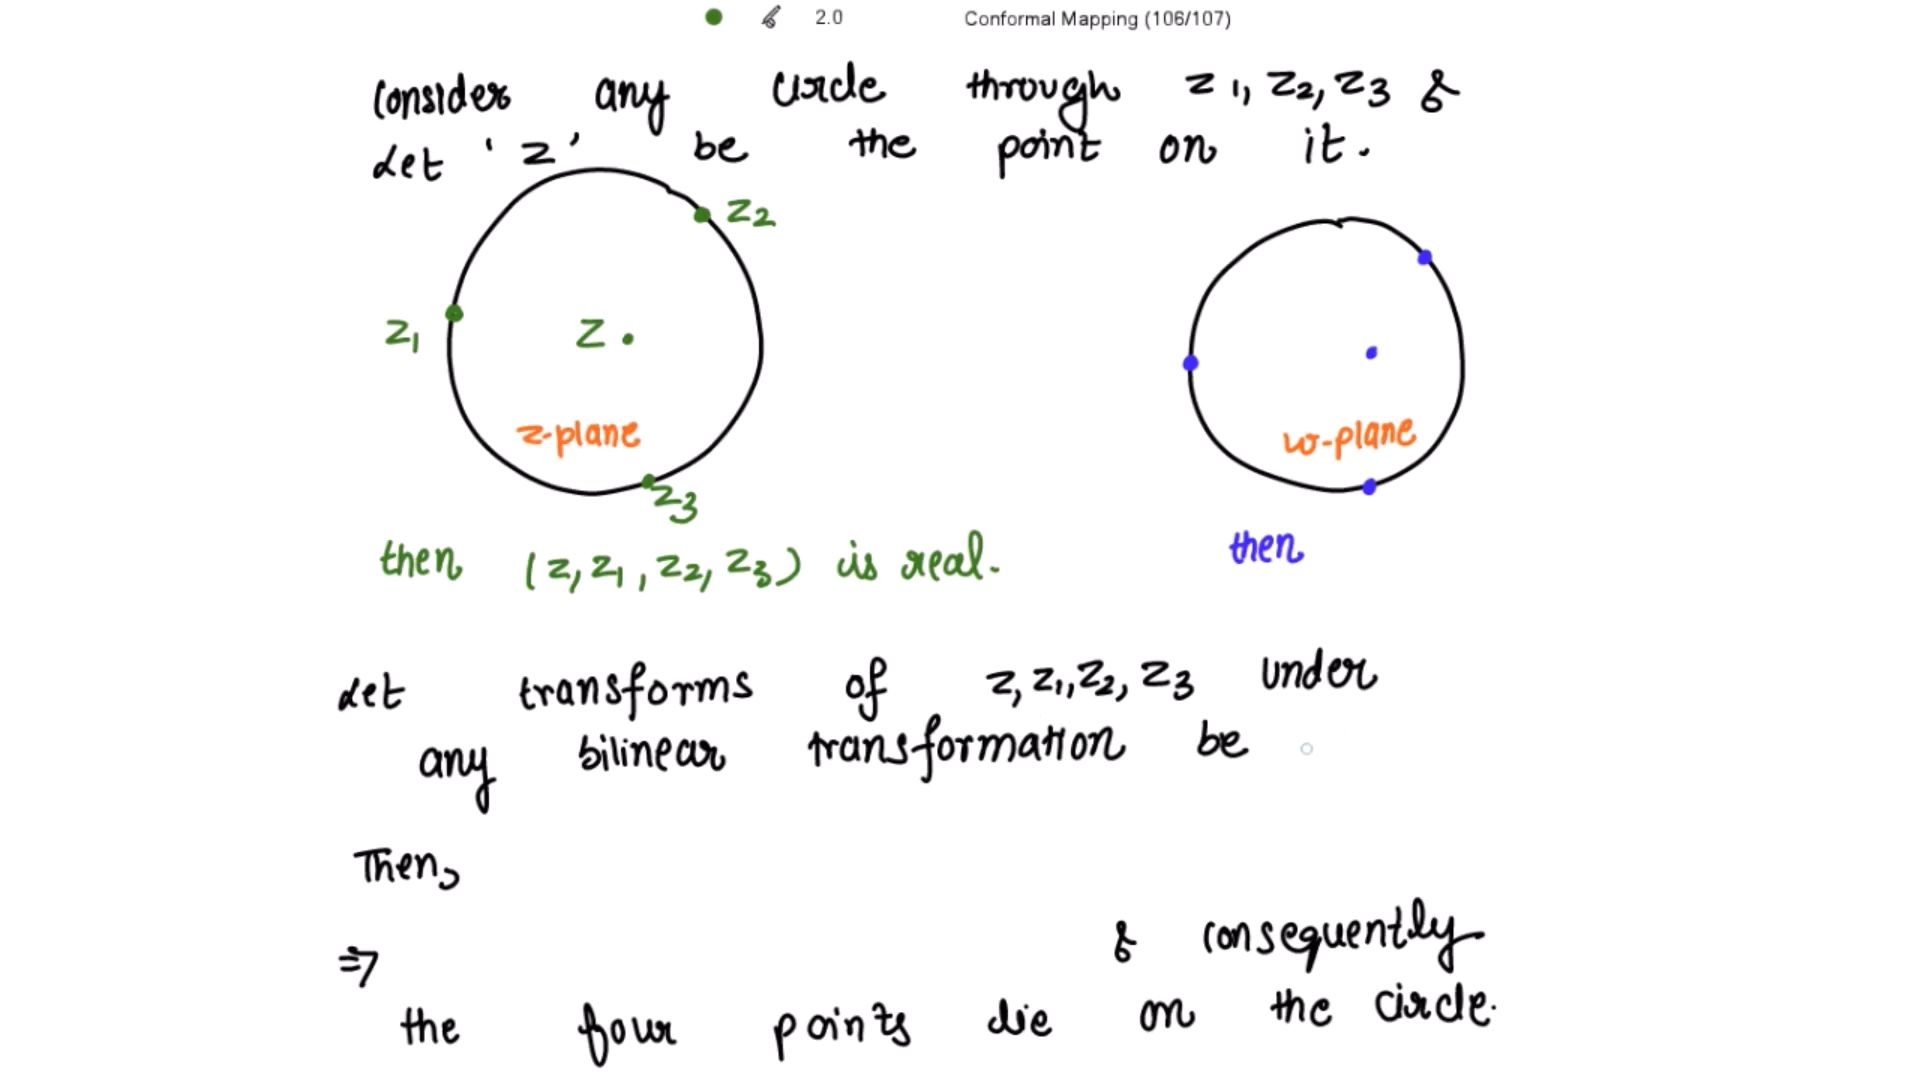 2.0 Conformal Mapping (106/107)
Consider any circle through z1, z2, z3 &
Let 'z' be the point on it.
z2
z1
z
z-plane
w-plane
z3
then (z, z1, z2, z3) is real.
then
Let transforms of z, z1, z2, z3 under
any bilinear transformation be
Then,
⇒ & consequently
the four points lie on the circle.